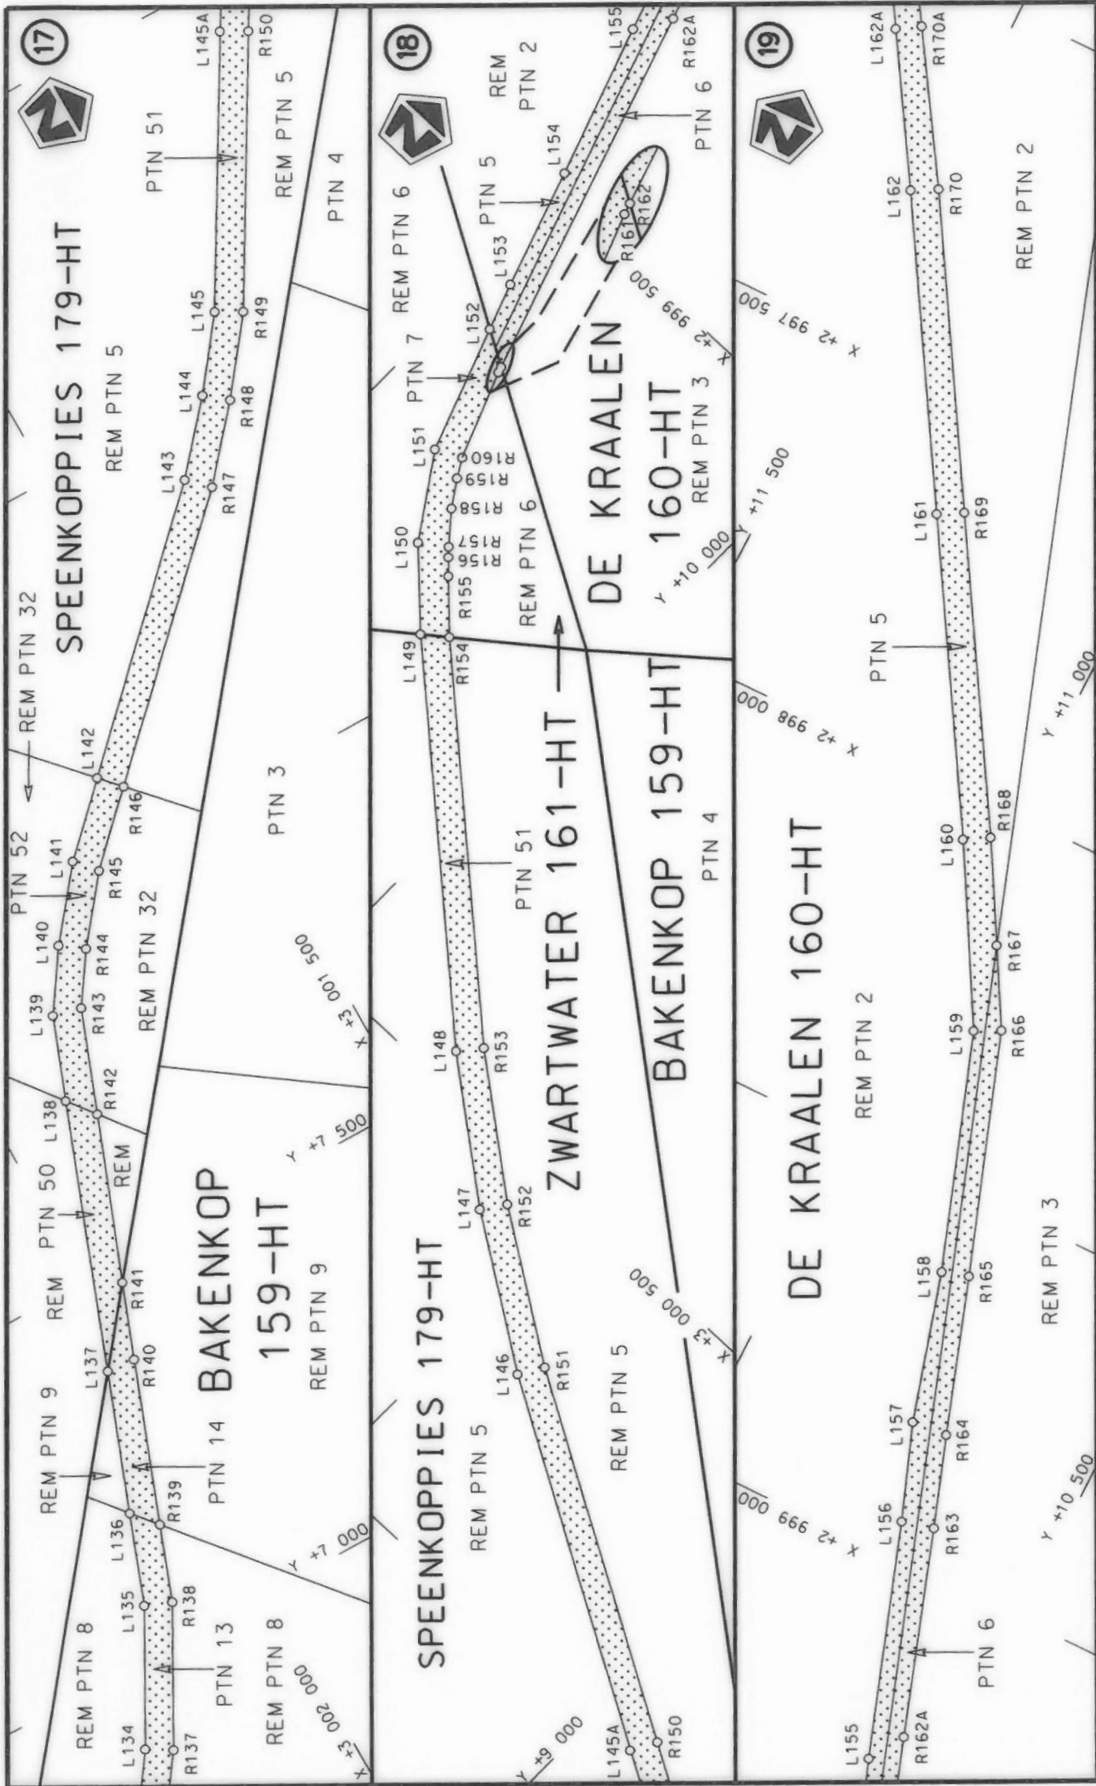 17
SPEENKOPPIES 179-HT
REM PTN 5
PTN 51
REM PTN 5
PTN 4
REM PTN 32
PTN 52
REM PTN 32
PTN 3
PTN 50
REM
REM
REM PTN 9
PTN 14
BAKENKOP
159-HT
REM PTN 9
REM PTN 8
PTN 13
REM PTN 8
L134
L135
L136
L137
L138
L139
L140
L141
L142
L143
L144
L145
L145A
R137
R138
R139
R140
R141
R142
R143
R144
R145
R146
R147
R148
R149
R150
X +3 002 000
Y +7 000
Y +7 500
X +3 001 500
18
SPEENKOPPIES 179-HT
REM PTN 5
REM PTN 5
PTN 51
ZWARTWATER 161-HT
BAKENKOP 159-HT
PTN 4
DE KRAALEN
160-HT
REM PTN 3
REM PTN 6
REM PTN 6
PTN 7
PTN 5
REM
PTN 2
PTN 6
L145A
L146
L147
L148
L149
L150
L151
L152
L153
L154
L155
R150
R151
R152
R153
R154
R155
R156
R157
R158
R159
R160
R161
R162
R162A
Y +9 000
X +3 000 500
Y +10 000
X +2 999 500
19
DE KRAALEN 160-HT
REM PTN 2
REM PTN 2
REM PTN 3
PTN 5
PTN 6
L155
L156
L157
L158
L159
L160
L161
L162
L162A
R162A
R163
R164
R165
R166
R167
R168
R169
R170
R170A
X +2 999 000
Y +10 500
X +2 998 000
Y +11 000
Y +11 500
X +2 997 500